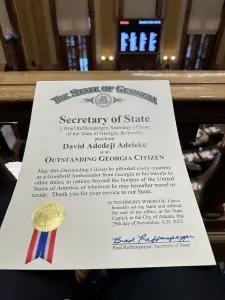 The State of Georgia
Secretary of State
I, Brad Raffensperger, Secretary of State
of the State of Georgia, do hereby
proclaim
David Adedeji Adeleke
as an
OUTSTANDING GEORGIA CITIZEN
May this Outstanding Citizen be afforded every courtesy
as a Goodwill Ambassador from Georgia in his travels to
other states, to nations beyond the borders of the United
States of America, or wherever he may hereafter travel or
reside. Thank you for your service to our State.
IN TESTIMONY WHEREOF, I have
hereunto set my hand and affixed
the seal of my office, at the State
Capitol, in the City of Atlanta, this
29th day of November, A.D. 2023.
Brad Raffensperger
Brad Raffensperger, Secretary of State